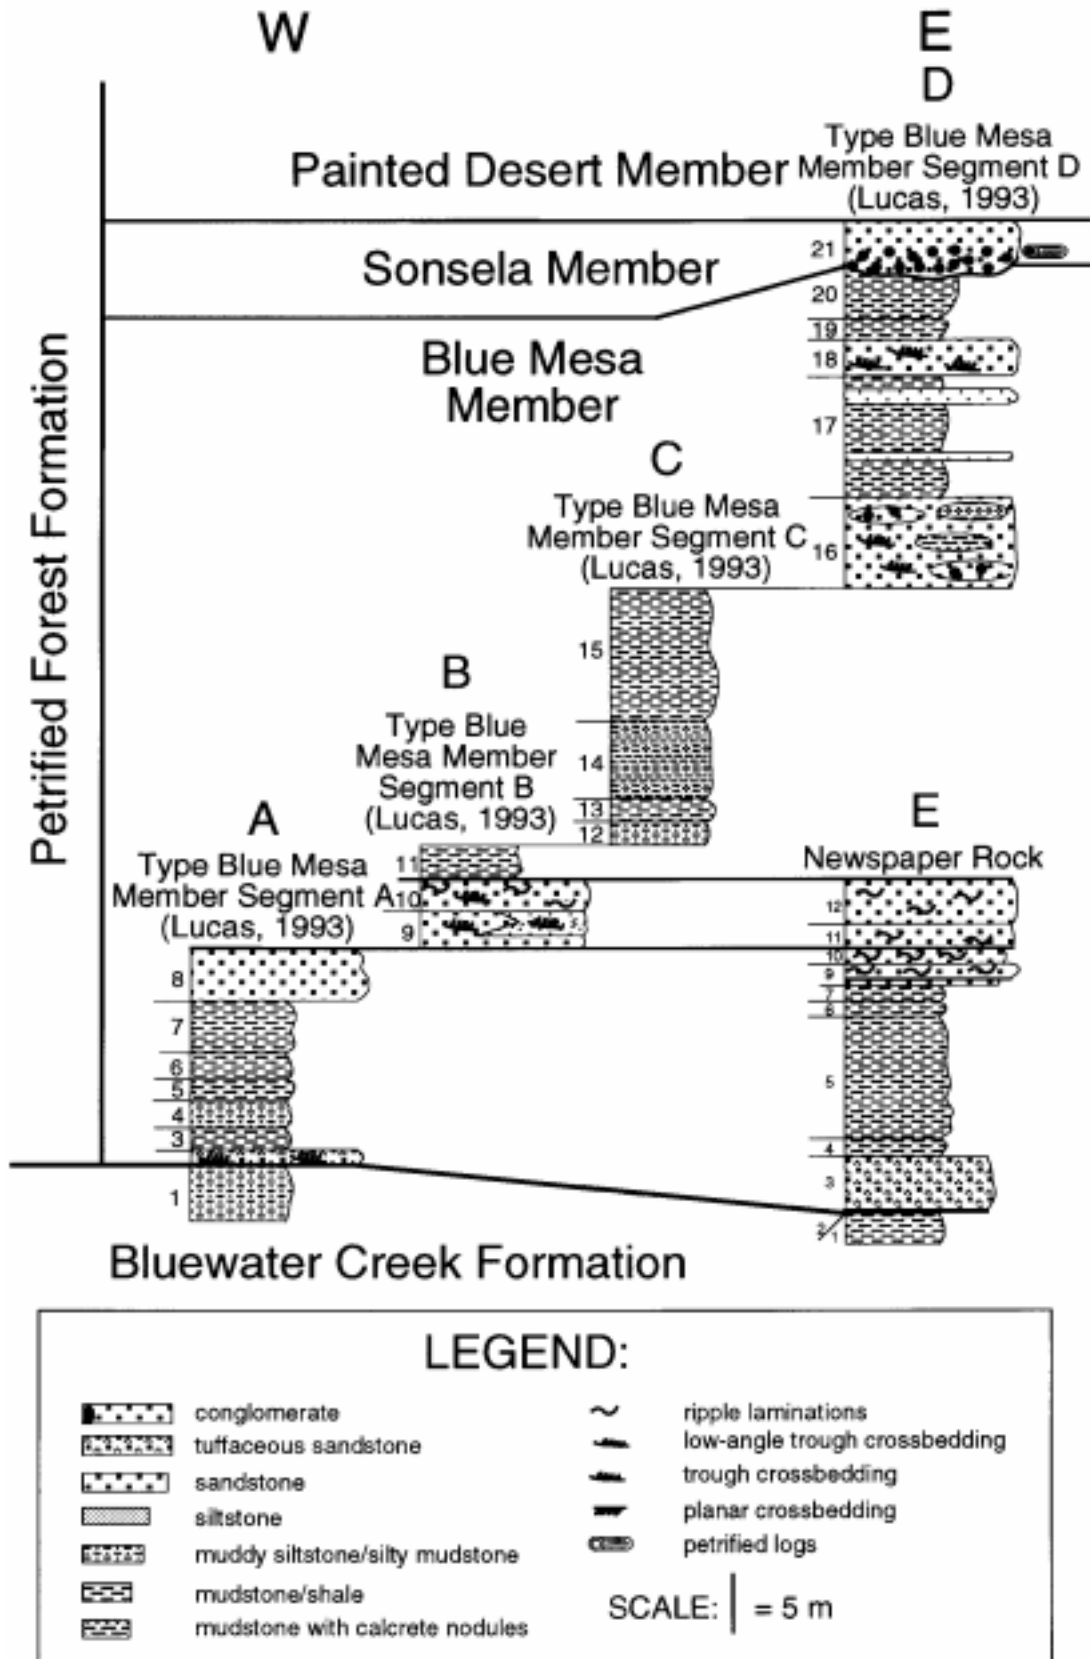 W
E
D
Type Blue Mesa
Member Segment D
(Lucas, 1993)
Painted Desert Member
Sonsela Member
Blue Mesa
Member
Petrified Forest Formation
21
20
19
18
17
16
C
Type Blue Mesa
Member Segment C
(Lucas, 1993)
15
14
13
12
B
Type Blue
Mesa Member
Segment B
(Lucas, 1993)
11
10
9
A
Type Blue Mesa
Member Segment A
(Lucas, 1993)
8
7
6
5
4
3
1
E
Newspaper Rock
12
11
10
9
7
6
5
4
3
2
1
Bluewater Creek Formation
LEGEND:
conglomerate
tuffaceous sandstone
sandstone
siltstone
muddy siltstone/silty mudstone
mudstone/shale
mudstone with calcrete nodules
ripple laminations
low-angle trough crossbedding
trough crossbedding
planar crossbedding
petrified logs
SCALE: = 5 m